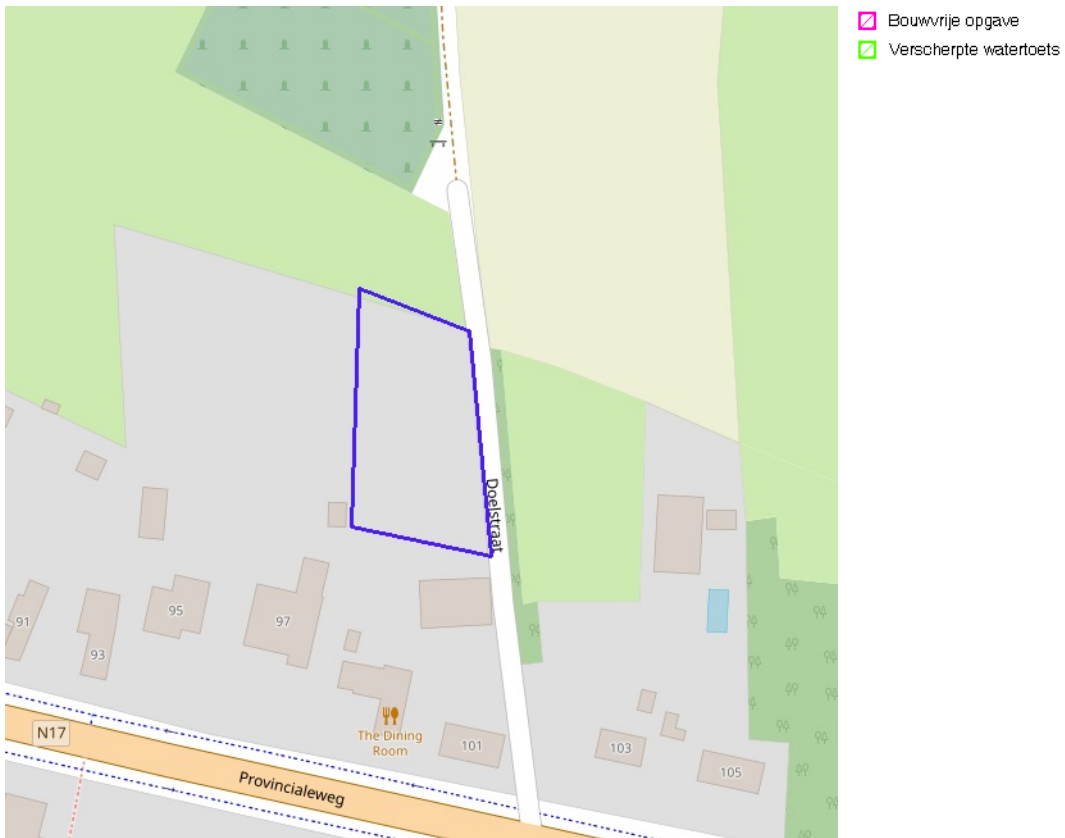 Bouwvrije opgave
Verscherpte watertoets
Doelstraat
91
93
95
97
The Dining
Room
101
103
105
N17
Provincialeweg